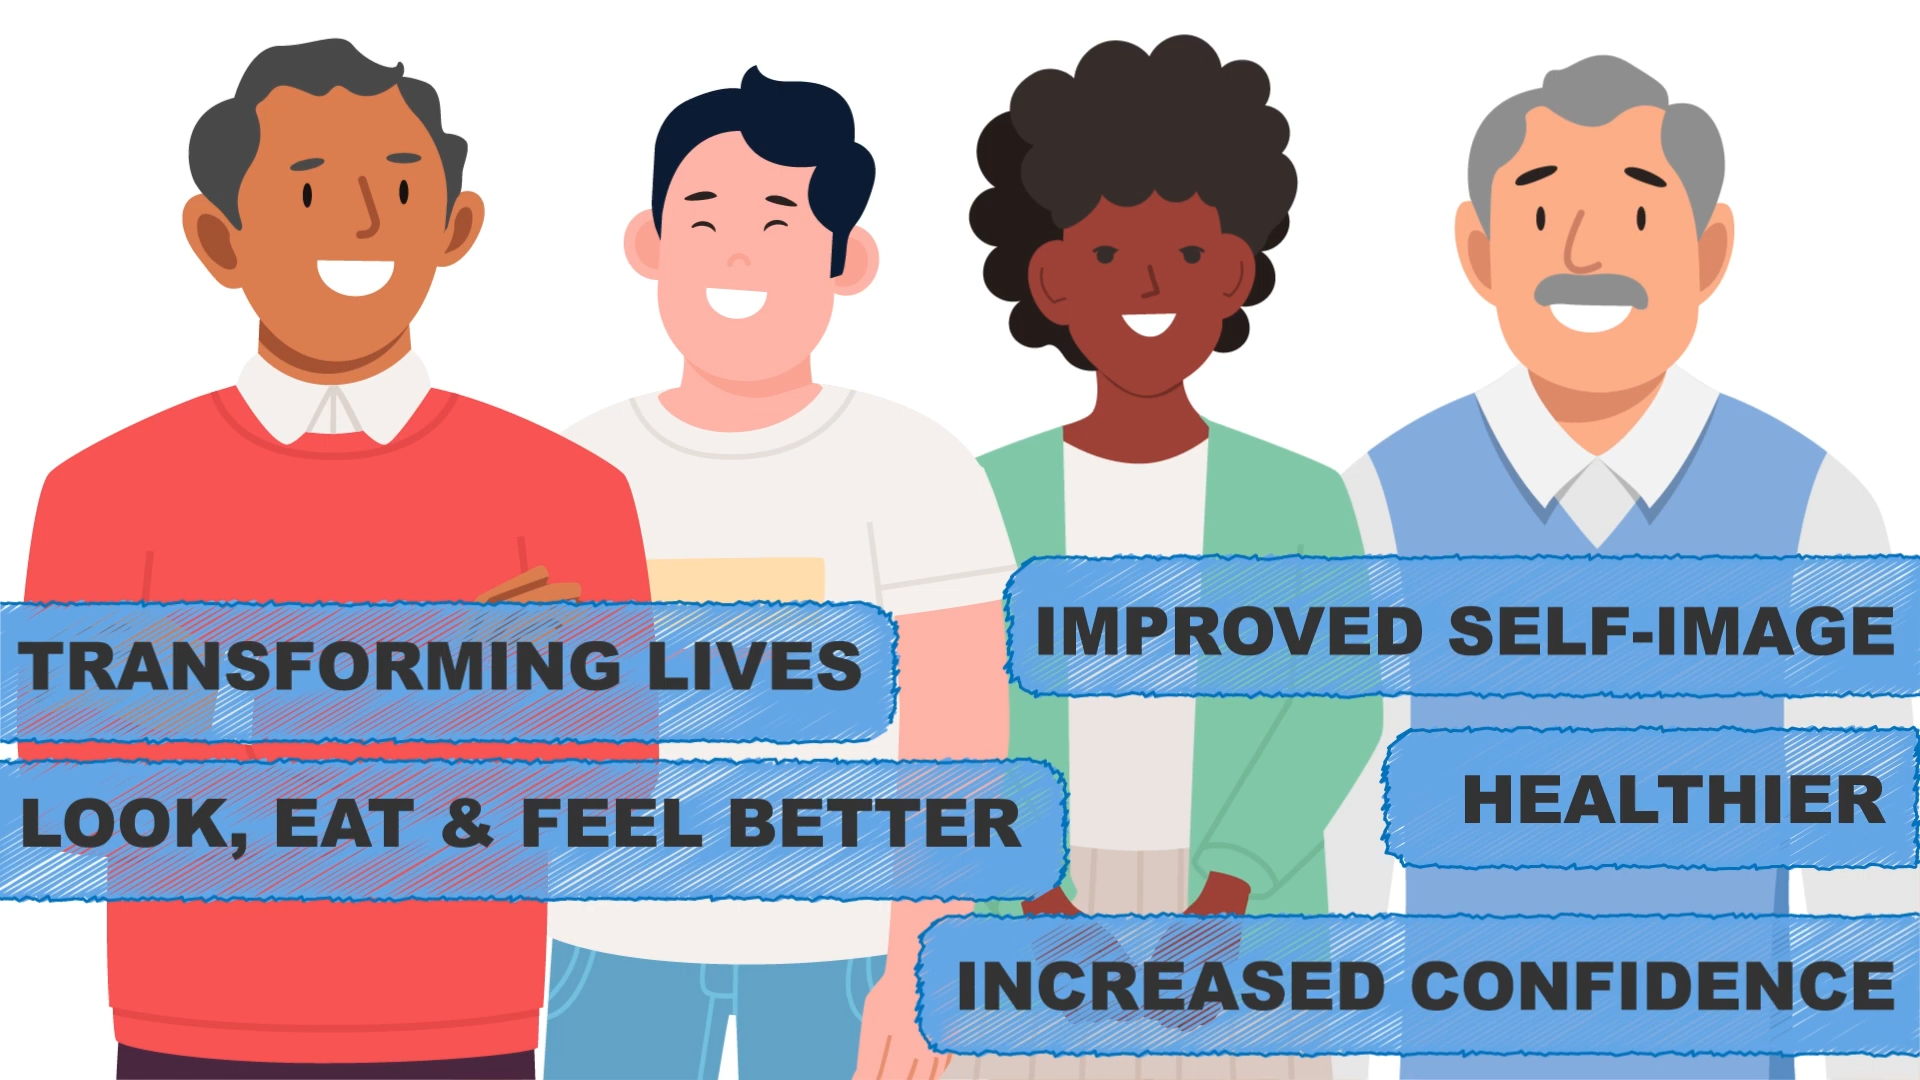 TRANSFORMING LIVES
LOOK, EAT & FEEL BETTER
IMPROVED SELF-IMAGE
HEALTHIER
INCREASED CONFIDENCE